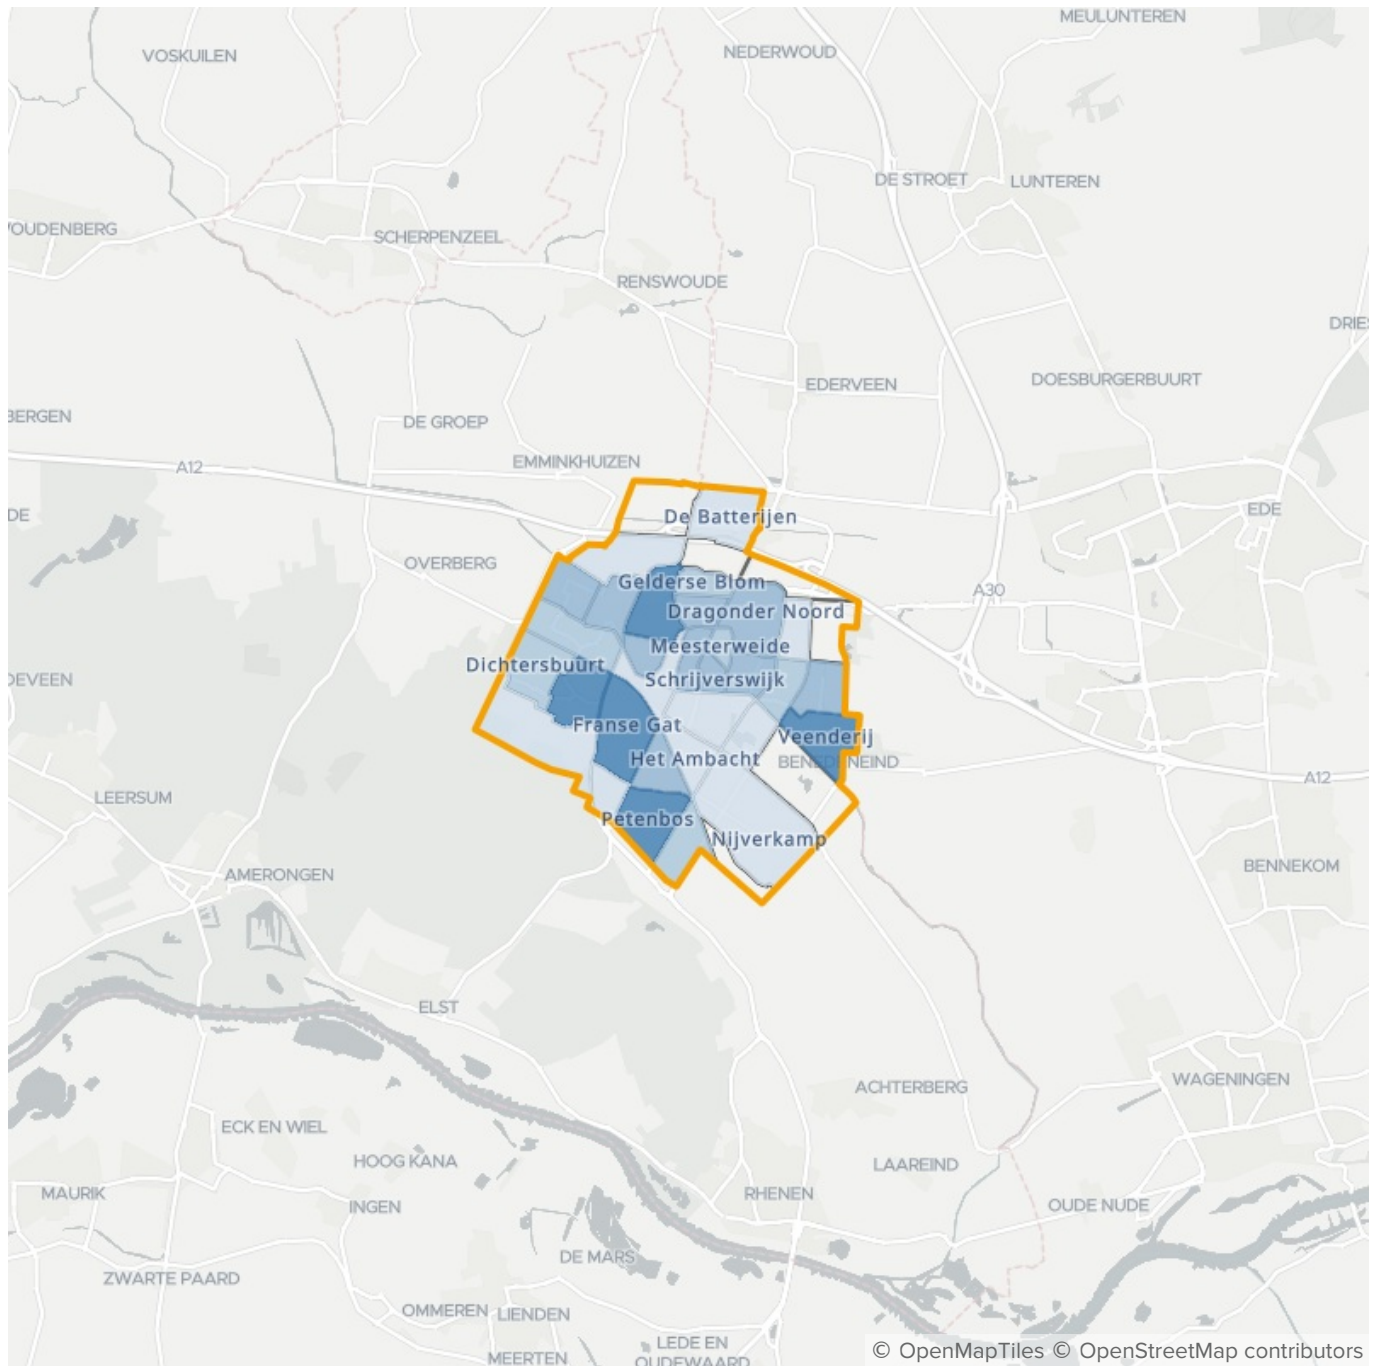 MEULUNTEREN
VOSKUILEN
NEDERWOUD
DE STROET
LUNTEREN
OUDENBERG
SCHERPENZEEL
RENSWOUDE
DRIE
EDERVEEN
DOESBURGERBUURT
BERGEN
DE GROEP
EMMINKHUIZEN
A12
DE
De Batterijen
EDE
OVERBERG
Gelderse Blom
A30
Dragonder Noord
Meesterweide
Dichtersbuurt
DEVEEN
Schrijverswijk
Franse Gat
Veenderij
Het Ambacht
BENEDENEIND
A12
LEERSUM
Petenbos
Nijverkamp
AMERONGEN
BENNEKOM
ELST
WAGENINGEN
ACHTERBERG
ECK EN WIEL
HOOG KANA
LAAREIND
MAURIK
RHENEN
INGEN
OUDE NUDE
DE MARS
ZWARTE PAARD
OMMEREN
LIENDEN
LEDE EN
OUDEWAARD
MEERTEN
© OpenMapTiles © OpenStreetMap contributors